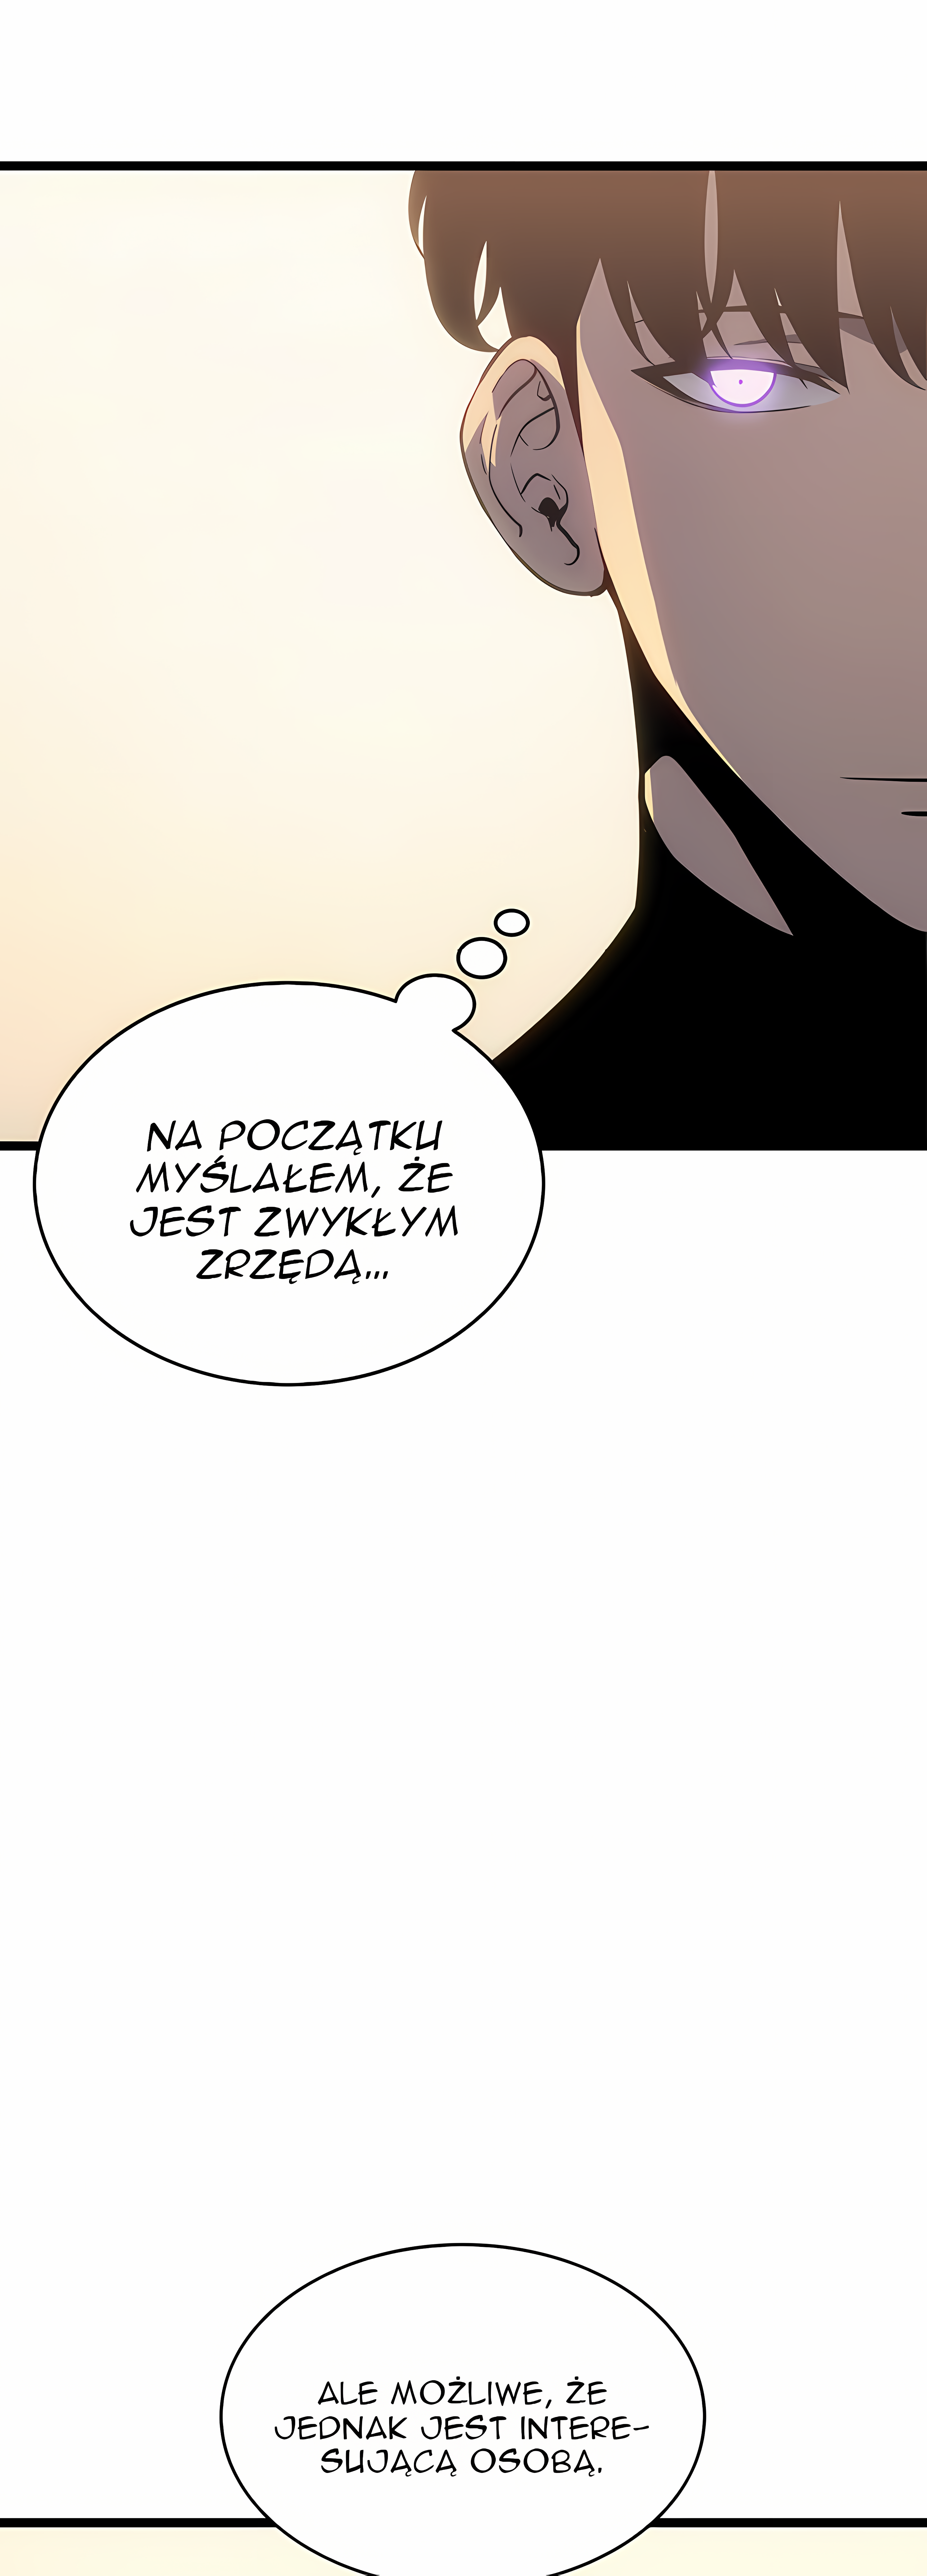 NA POCZĄTKU
MYŚLAŁEM, ŻE
JEST ZWYKŁYM
ZRZĘDĄ...
ALE MOŻLIWE, ŻE
JEDNAK JEST INTERE-
SUJĄCĄ OSOBĄ.